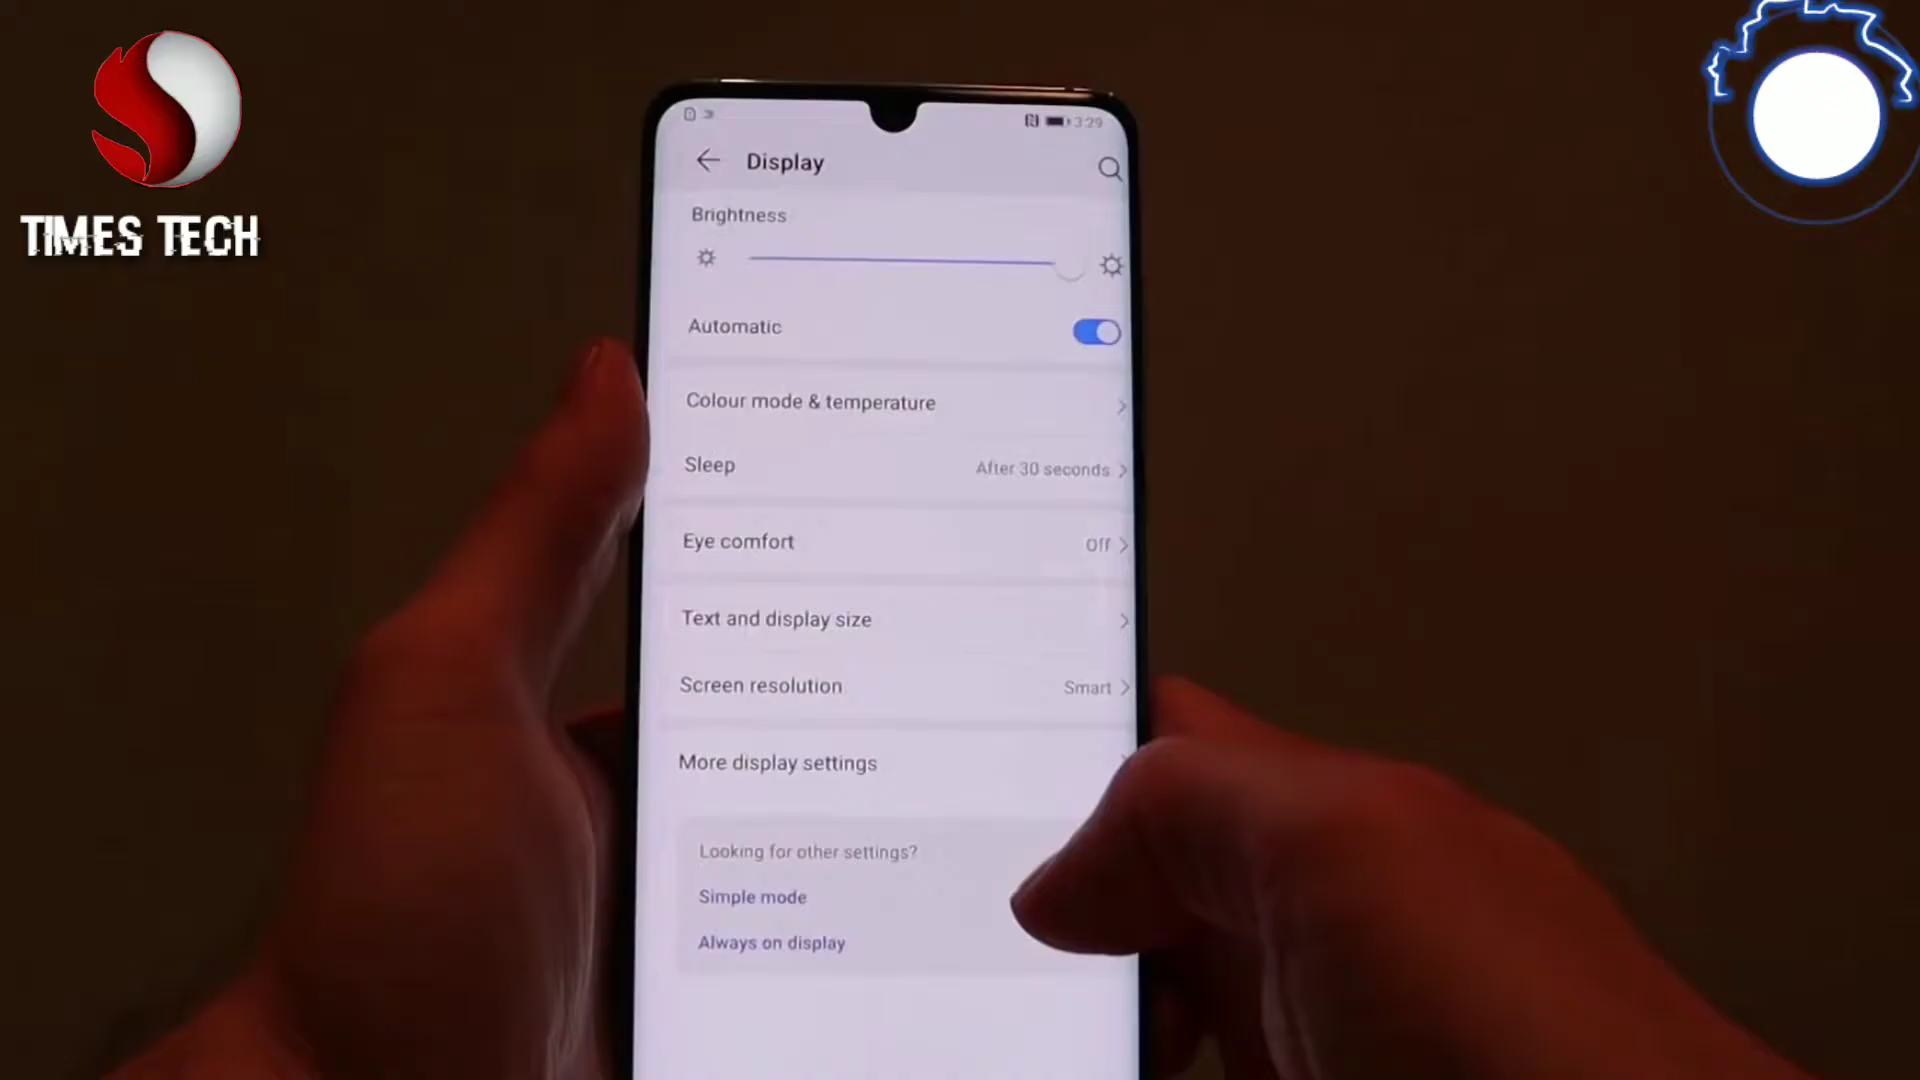 TIMES TECH
3:29
Display
Brightness
Automatic
Colour mode & temperature
Sleep After 30 seconds
Eye comfort Off
Text and display size
Screen resolution Smart
More display settings
Looking for other settings?
Simple mode
Always on display